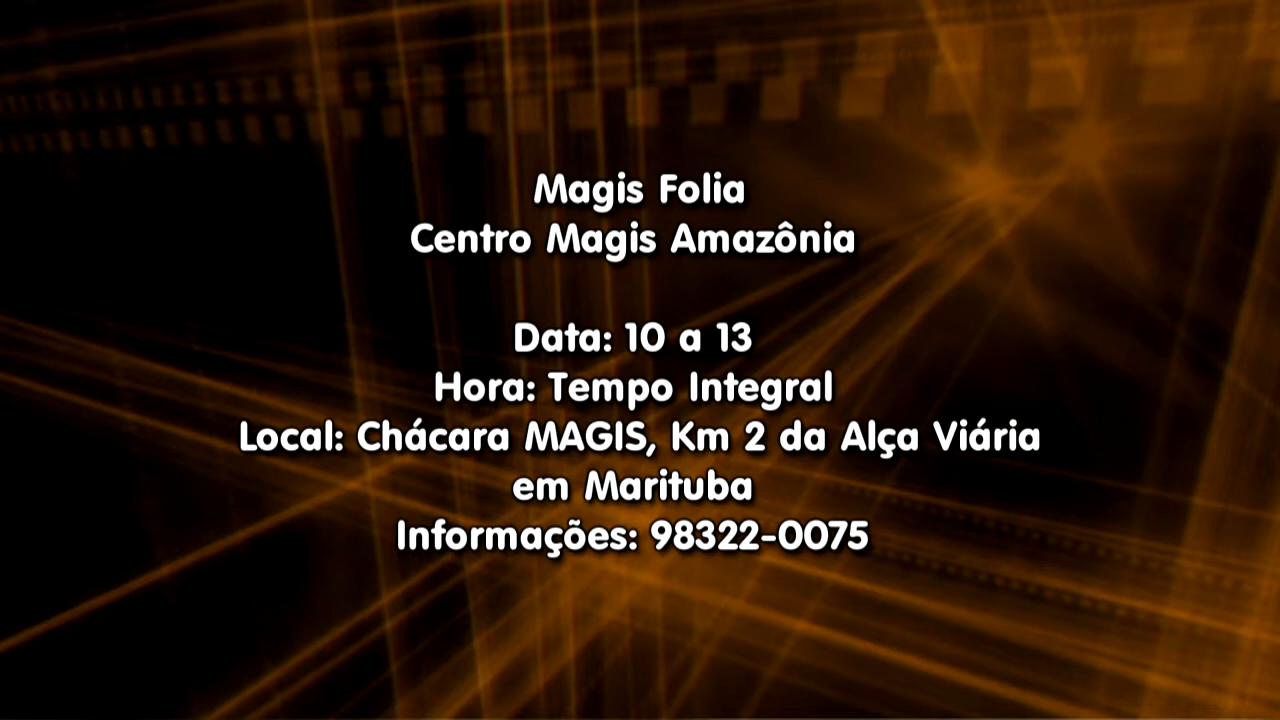 Magis Folia
Centro Magis Amazônia
Data: 10 a 13
Hora: Tempo Integral
Local: Chácara MAGIS, Km 2 da Alça Viária
em Marituba
Informações: 98322-0075